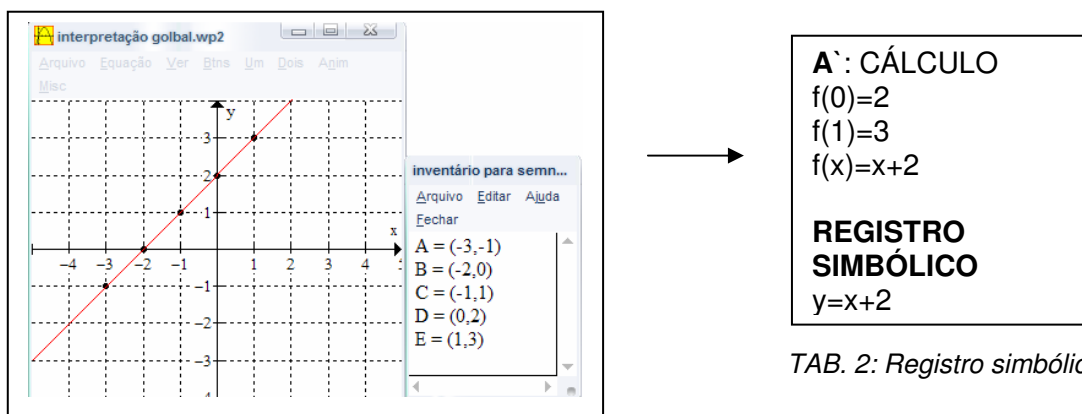 interpretação golbal.wp2
Arquivo Equação Ver Btns Um Dois Anim
Misc
y
3
2
1
x
-4 -3 -2 -1 1 2 3 4
-1
-2
-3
inventário para semn...
Arquivo Editar Ajuda
Fechar
A = (-3,-1)
B = (-2,0)
C = (-1,1)
D = (0,2)
E = (1,3)
A`: CÁLCULO
f(0)=2
f(1)=3
f(x)=x+2
REGISTRO
SIMBÓLICO
y=x+2
TAB. 2: Registro simbólic